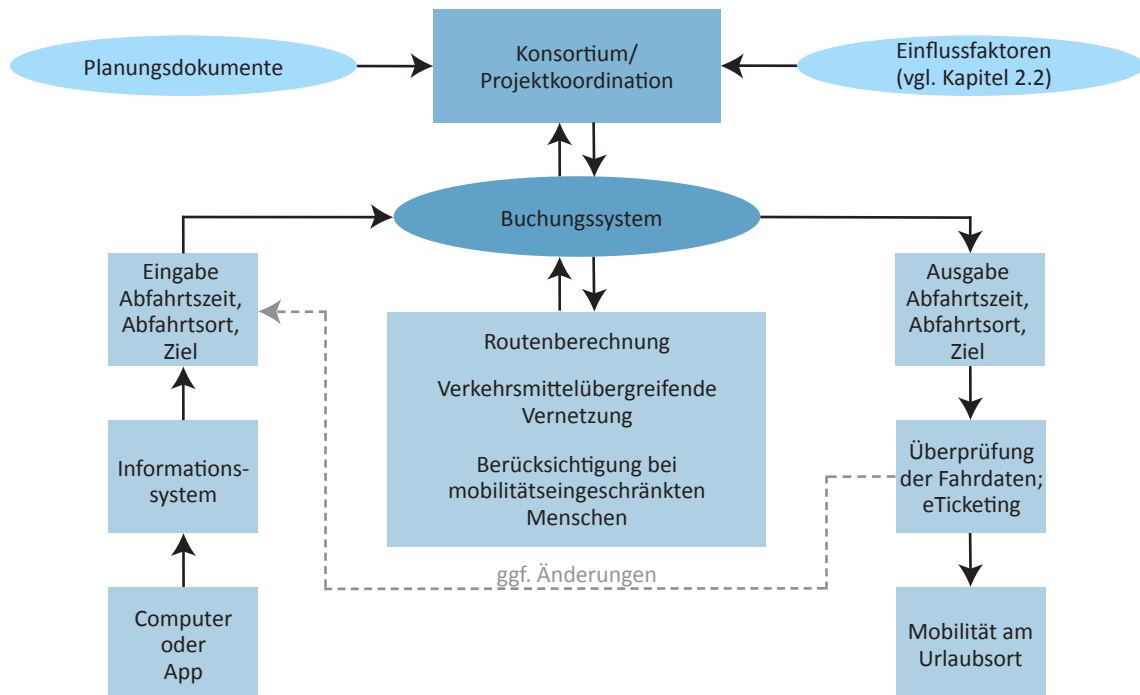 Planungsdokumente
Konsortium/
Projektkoordination
Einflussfaktoren
(vgl. Kapitel 2.2)
Buchungssystem
Eingabe
Abfahrtszeit,
Abfahrtsort,
Ziel
Routenberechnung
Verkehrsmittelübergreifende
Vernetzung
Berücksichtigung bei
mobilitätseingeschränkten
Menschen
Ausgabe
Abfahrtszeit,
Abfahrtsort,
Ziel
Informations-
system
Überprüfung
der Fahrdaten;
eTicketing
ggf. Änderungen
Computer
oder
App
Mobilität am
Urlaubsort